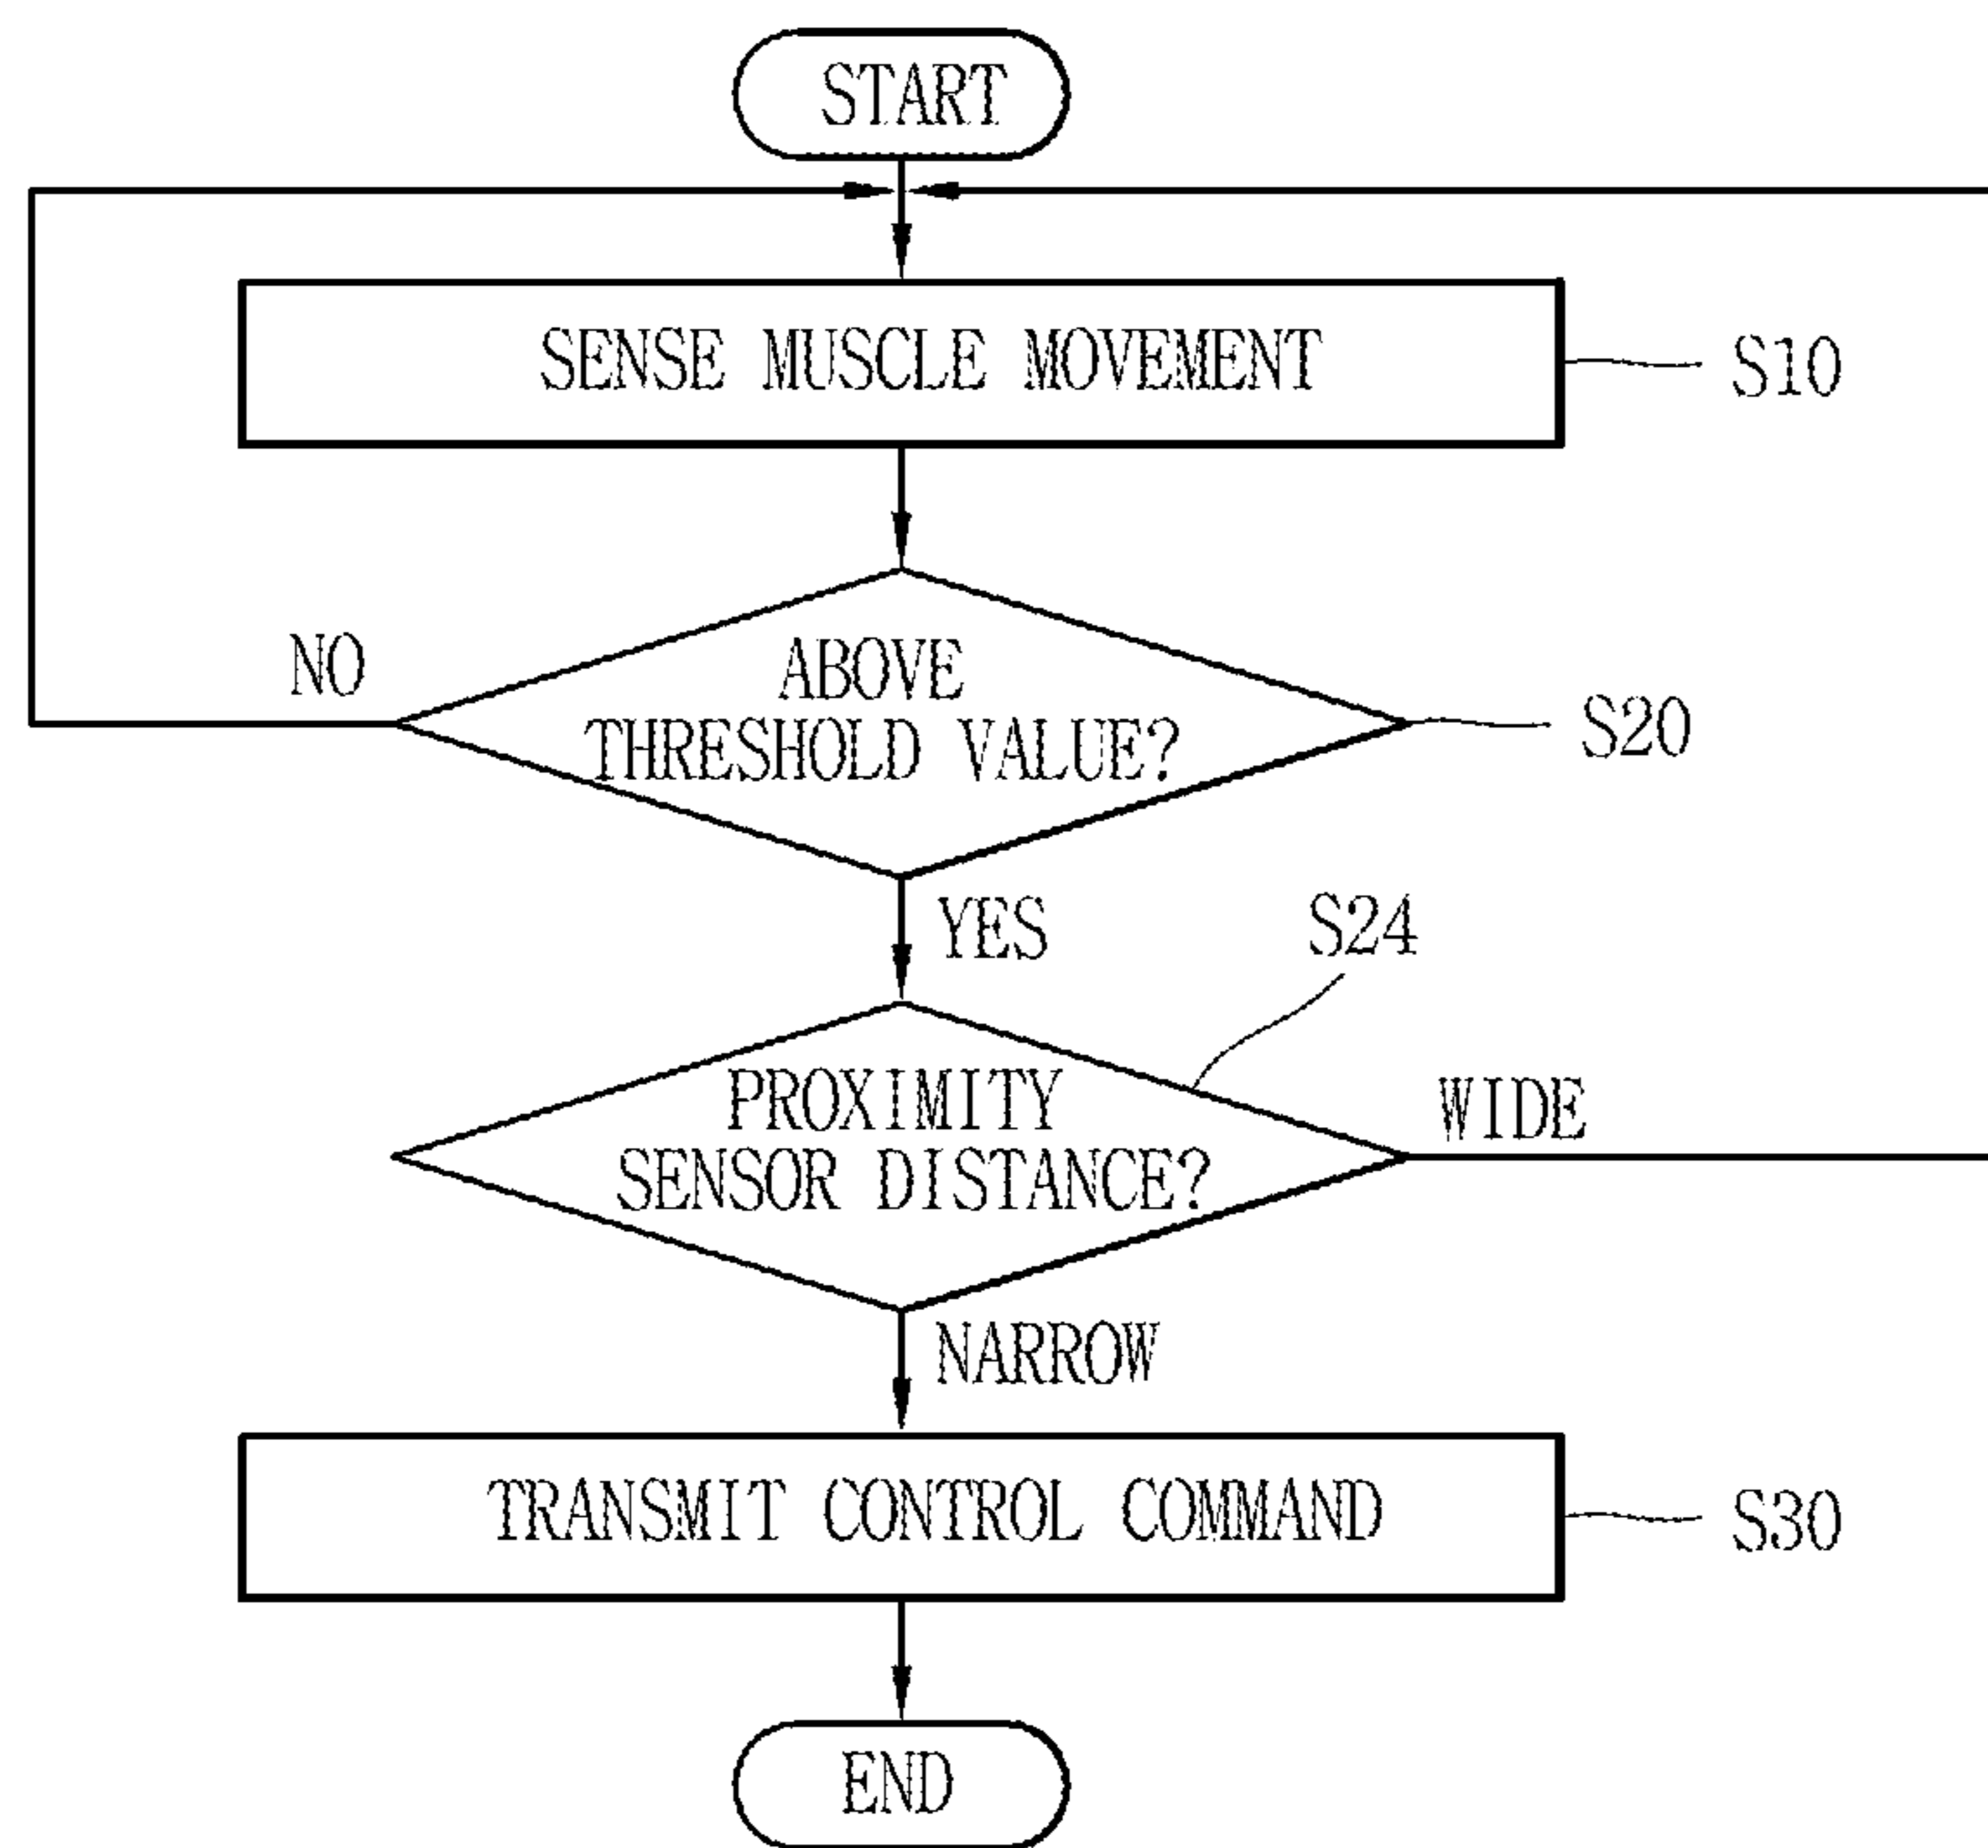 START
SENSE MUSCLE MOVEMENT
S10
NO
ABOVE
THRESHOLD VALUE?
S20
YES
S24
PROXIMITY
SENSOR DISTANCE?
WIDE
NARROW
TRANSMIT CONTROL COMMAND
S30
END